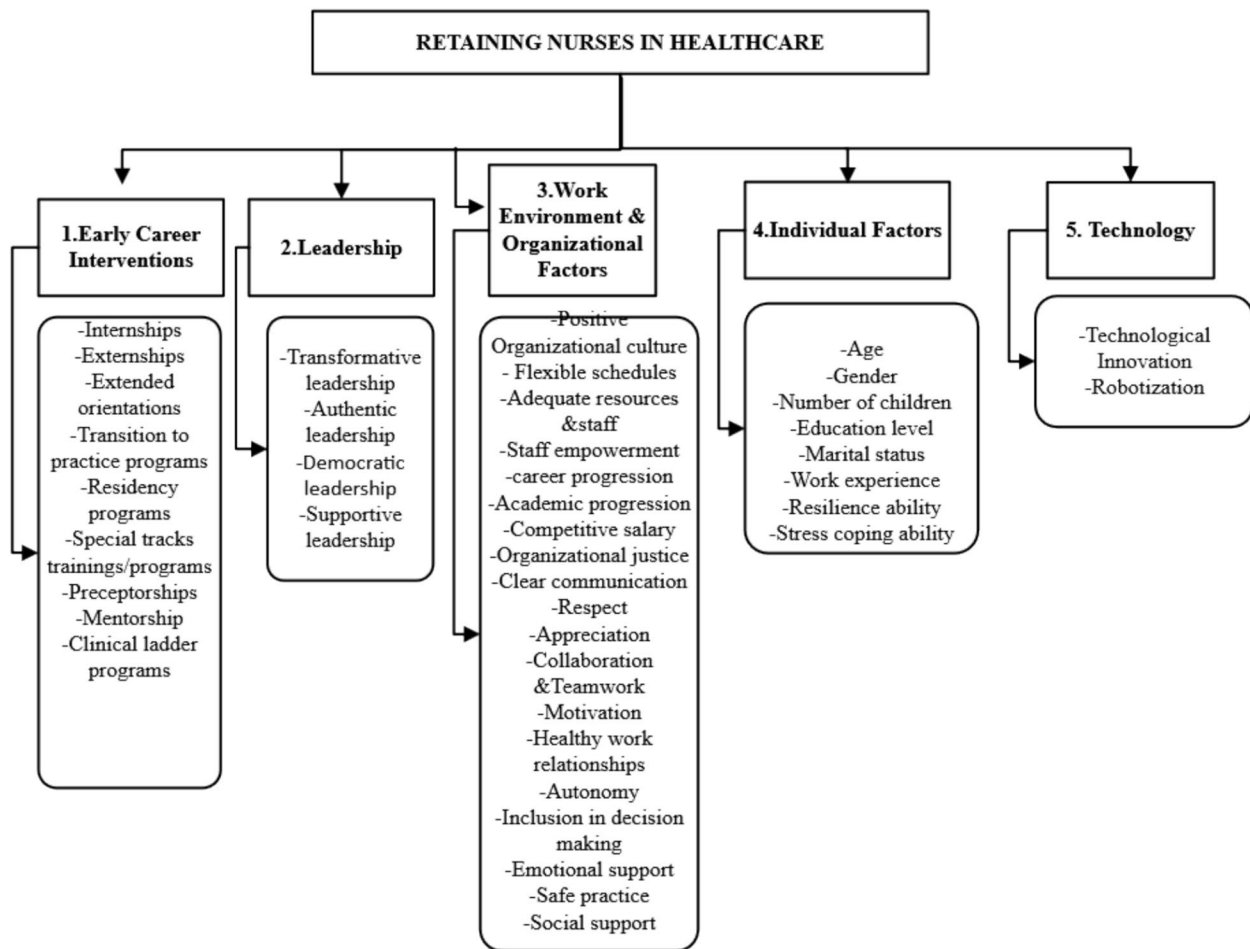 RETAINING NURSES IN HEALTHCARE
1.Early Career
Interventions
-Internships
-Externships
-Extended
orientations
-Transition to
practice programs
-Residency
programs
-Special tracks
trainings/programs
-Preceptorships
-Mentorship
-Clinical ladder
programs
2.Leadership
-Transformative
leadership
-Authentic
leadership
-Democratic
leadership
-Supportive
leadership
3.Work
Environment &
Organizational
Factors
-Positive
Organizational culture
- Flexible schedules
-Adequate resources
&staff
-Staff empowerment
-career progression
-Academic progression
-Competitive salary
-Organizational justice
-Clear communication
-Respect
-Appreciation
-Collaboration
&Teamwork
-Motivation
-Healthy work
relationships
-Autonomy
-Inclusion in decision
making
-Emotional support
-Safe practice
-Social support
4.Individual Factors
-Age
-Gender
-Number of children
-Education level
-Marital status
-Work experience
-Resilience ability
-Stress coping ability
5. Technology
-Technological
Innovation
-Robotization